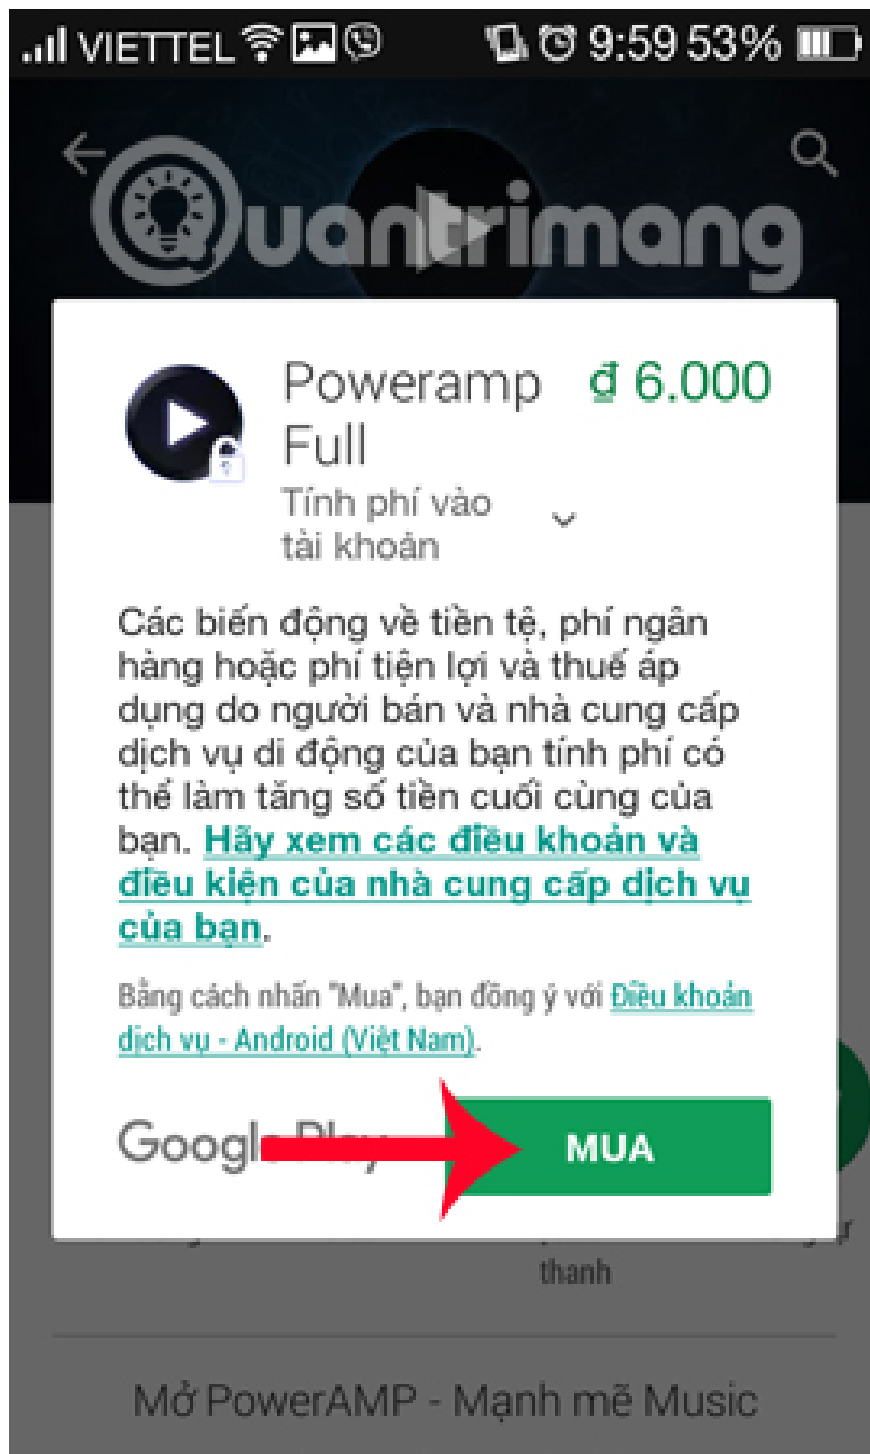 VIETTEL 9:59 53%
Quantrimang
Poweramp đ 6.000
Full
Tính phí vào
tài khoản
Các biến động về tiền tệ, phí ngân
hàng hoặc phí tiện lợi và thuế áp
dụng do người bán và nhà cung cấp
dịch vụ di động của bạn tính phí có
thể làm tăng số tiền cuối cùng của
bạn. Hãy xem các điều khoản và
điều kiện của nhà cung cấp dịch vụ
của bạn.
Bằng cách nhấn "Mua", bạn đồng ý với Điều khoản
dịch vụ - Android (Việt Nam).
Google Play MUA
thanh
Mở PowerAMP - Mạnh mẽ Music